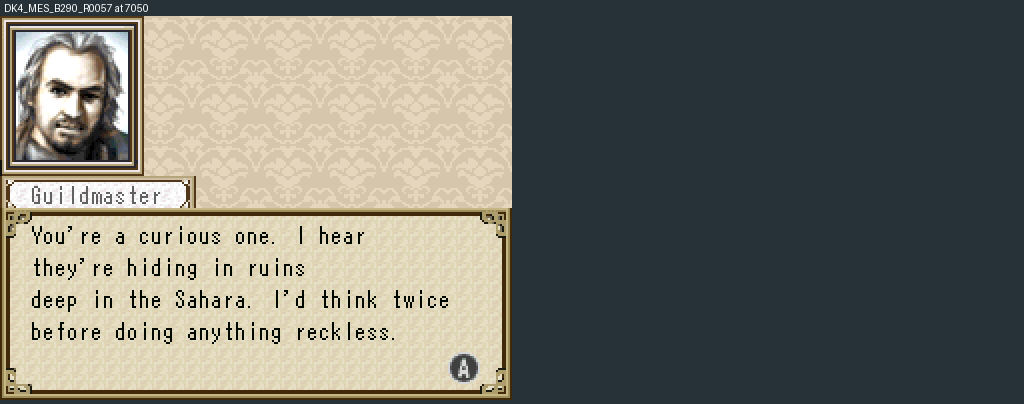 DK4_MES_B290_R0057 at 7050
Guildmaster
You're a curious one. I hear
they're hiding in ruins
deep in the Sahara. I'd think twice
before doing anything reckless.
A